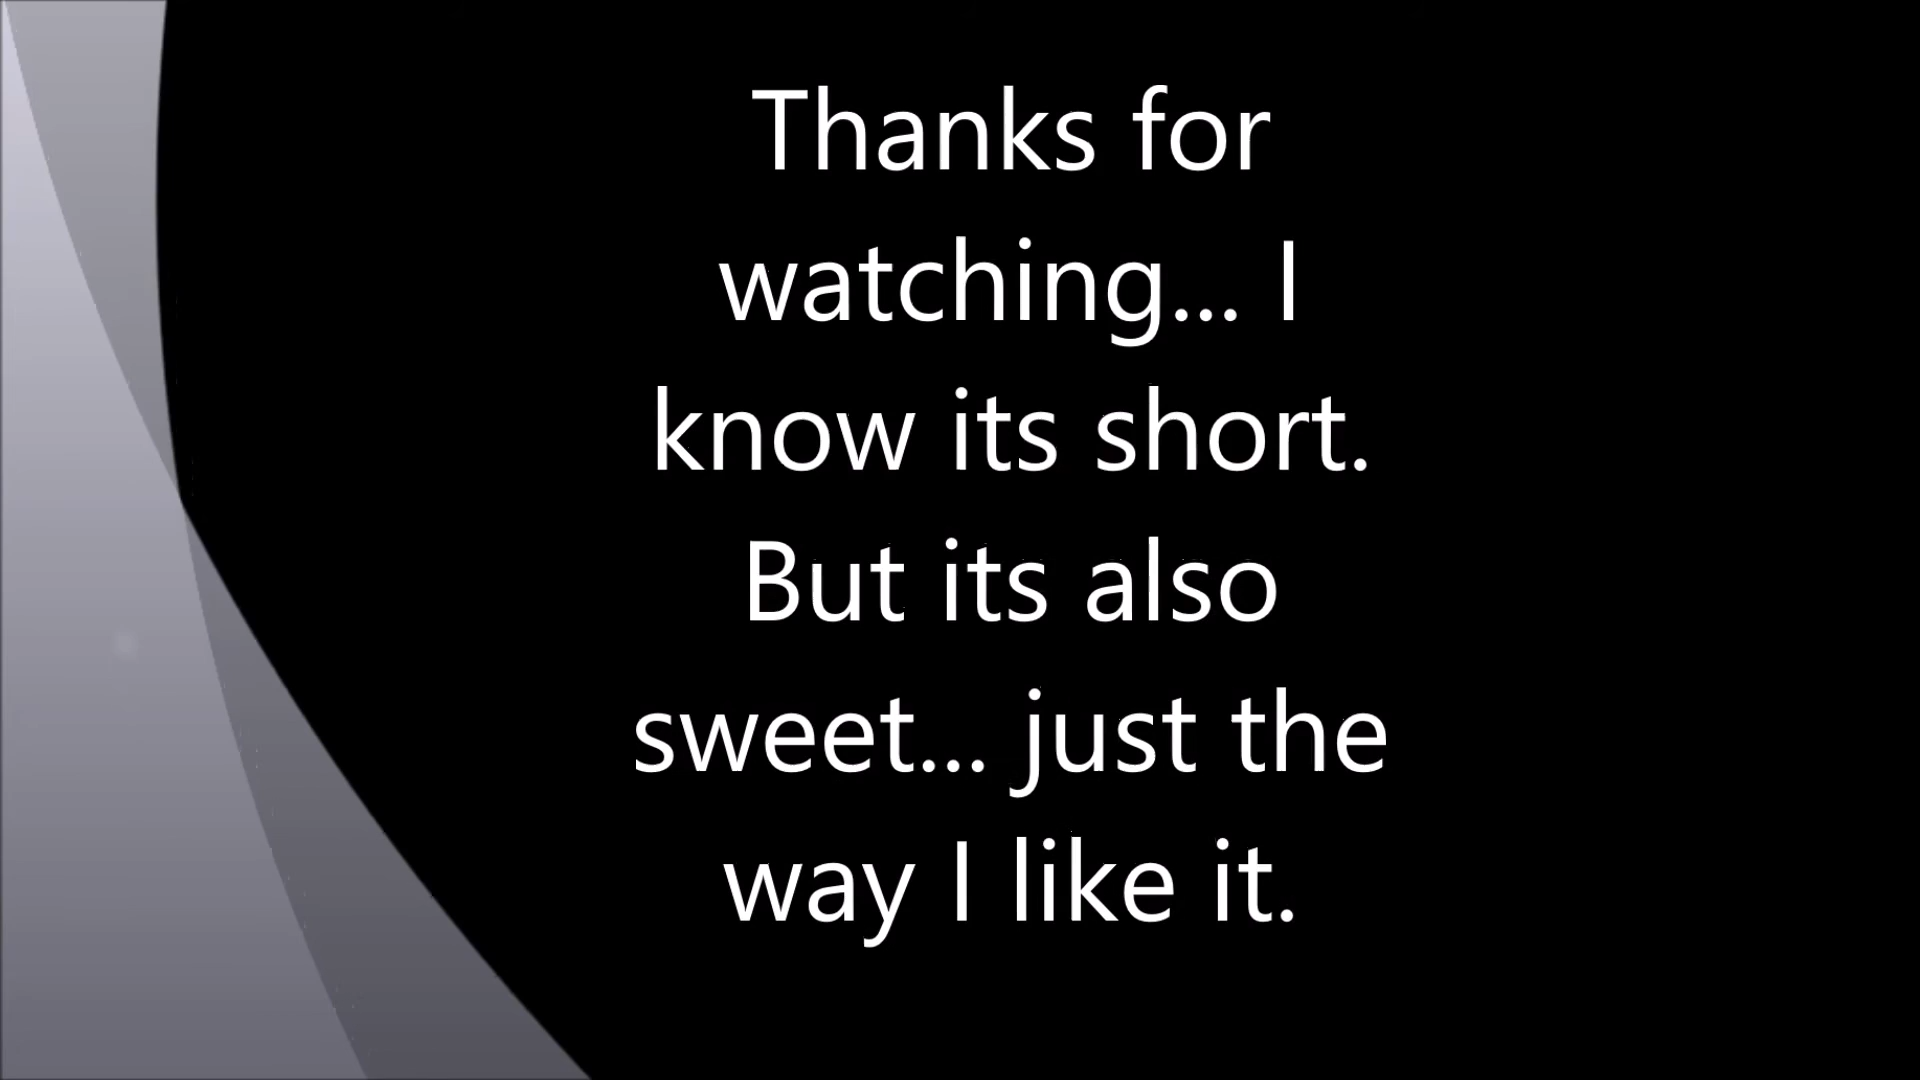 Thanks for
watching... I
know its short.
But its also
sweet... just the
way I like it.